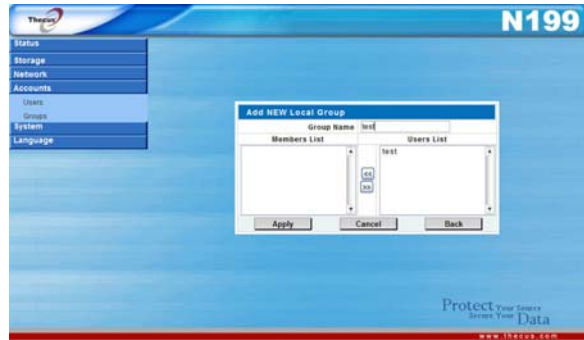 Thecus
N199
Status
Storage
Network
Accounts
Users
Groups
System
Language
Add NEW Local Group
Group Name test
Members List Users List
test
<<
>>
Apply Cancel Back
Protect Your Source
Secure Your Data
www.thecus.com